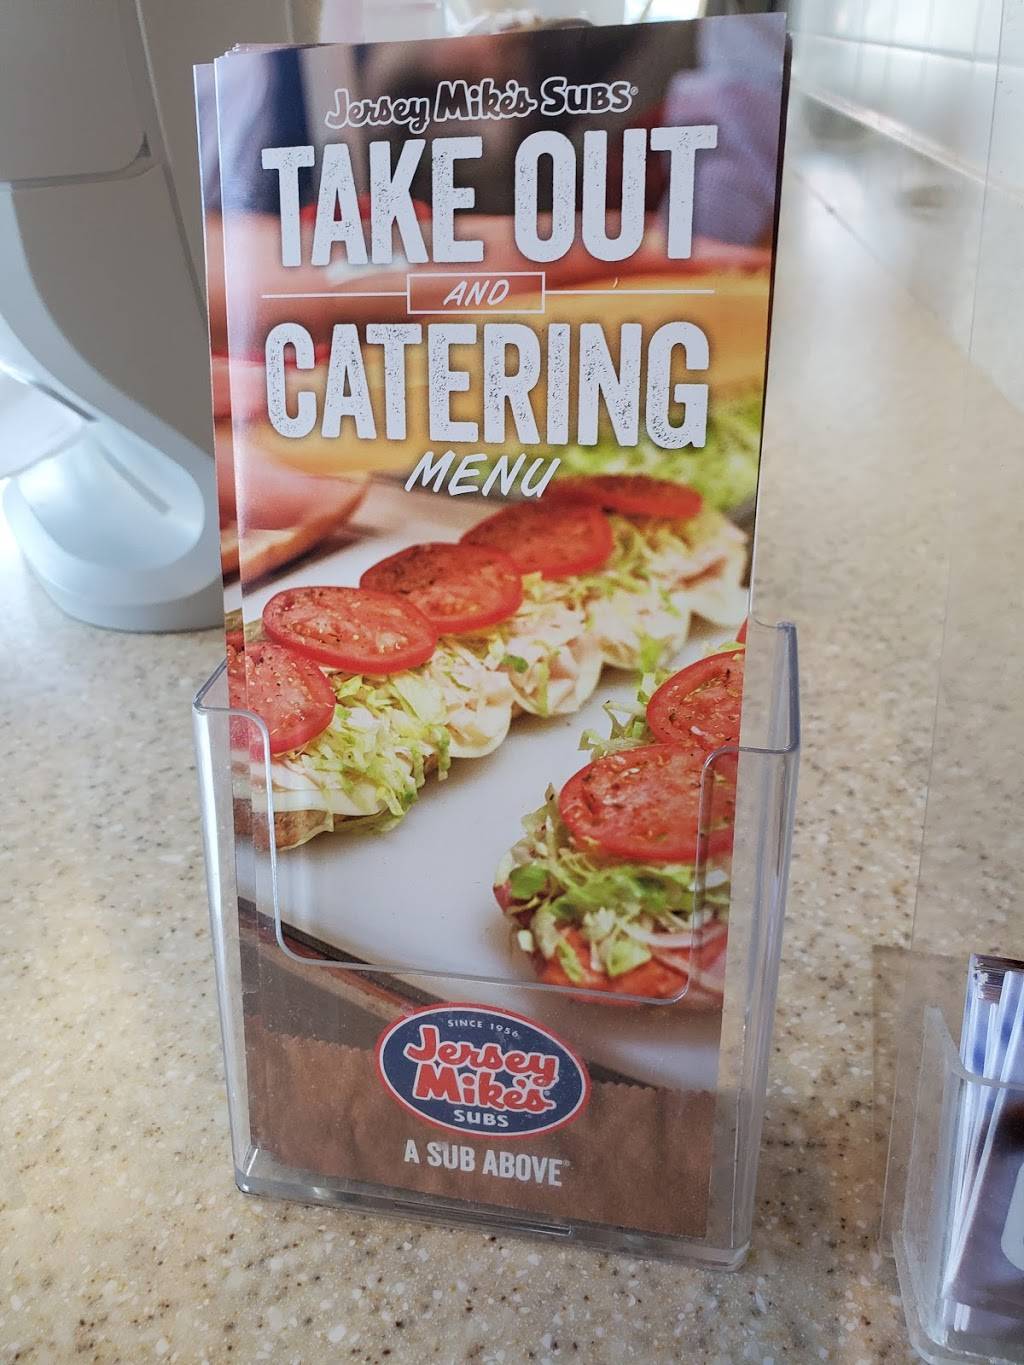 Jersey Mike's Subs®
TAKE OUT
AND
CATERING
MENU
SINCE 1956
Jersey
Mike's
SUBS
A SUB ABOVE®